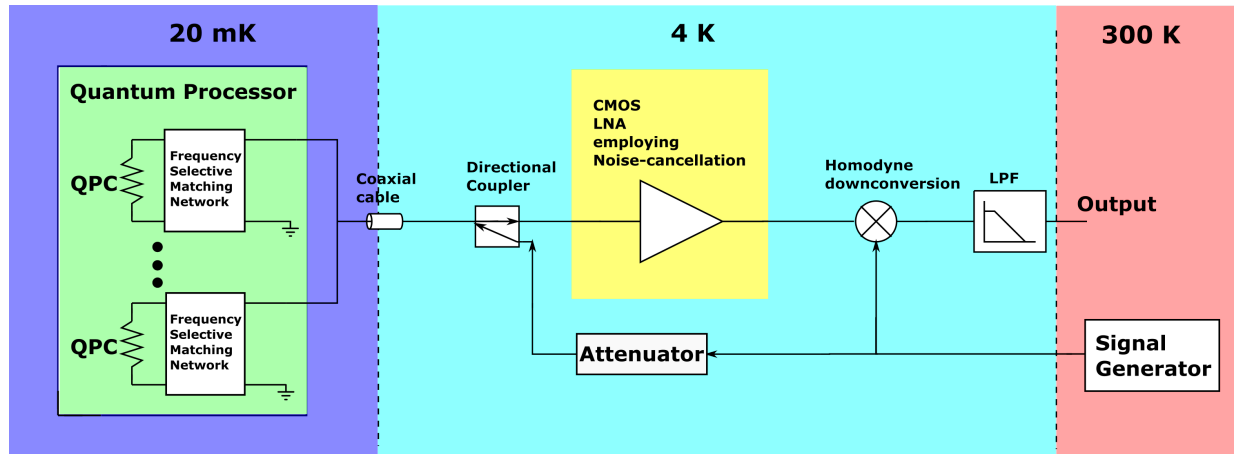 20 mK
4 K
300 K
Quantum Processor
QPC
Frequency
Selective
Matching
Network
QPC
Frequency
Selective
Matching
Network
Coaxial
cable
Directional
Coupler
CMOS
LNA
employing
Noise-cancellation
Homodyne
downconversion
LPF
Output
Attenuator
Signal
Generator